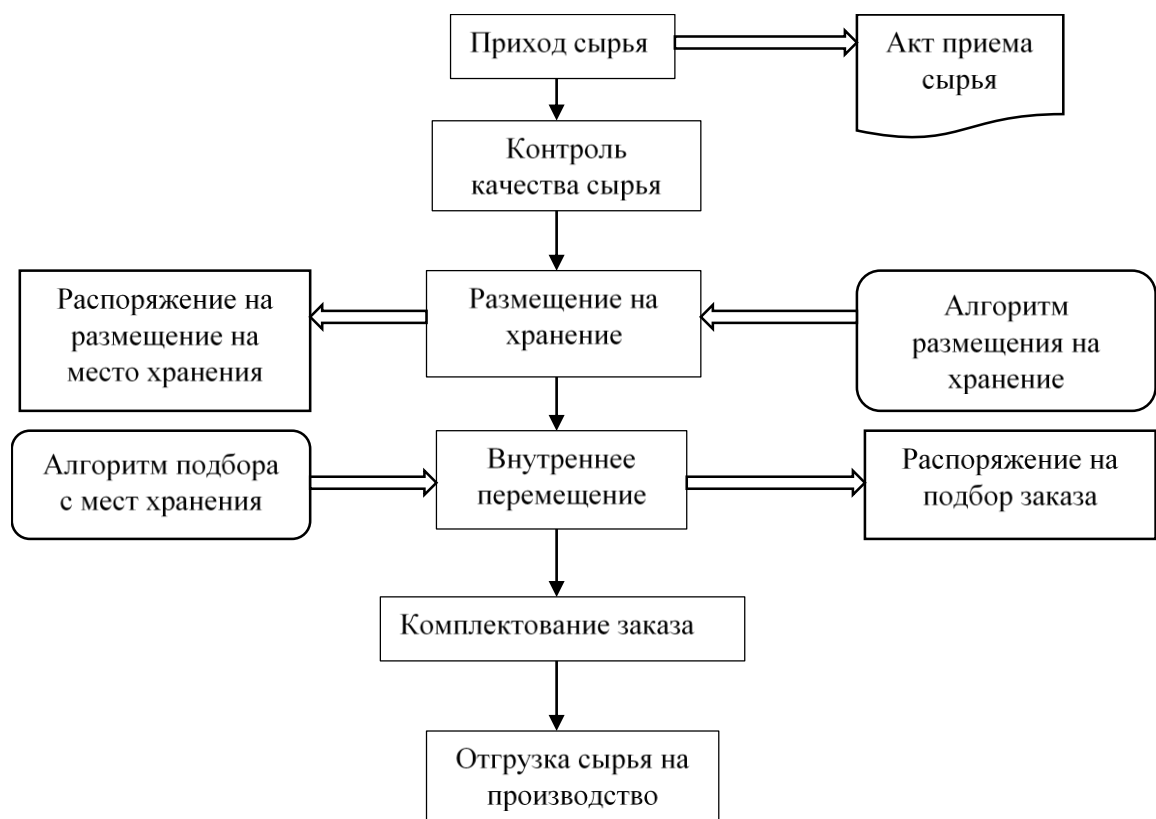 Приход сырья
Акт приема
сырья
Контроль
качества сырья
Распоряжение на
размещение на
место хранения
Размещение на
хранение
Алгоритм
размещения на
хранение
Алгоритм подбора
с мест хранения
Внутреннее
перемещение
Распоряжение на
подбор заказа
Комплектование заказа
Отгрузка сырья на
производство